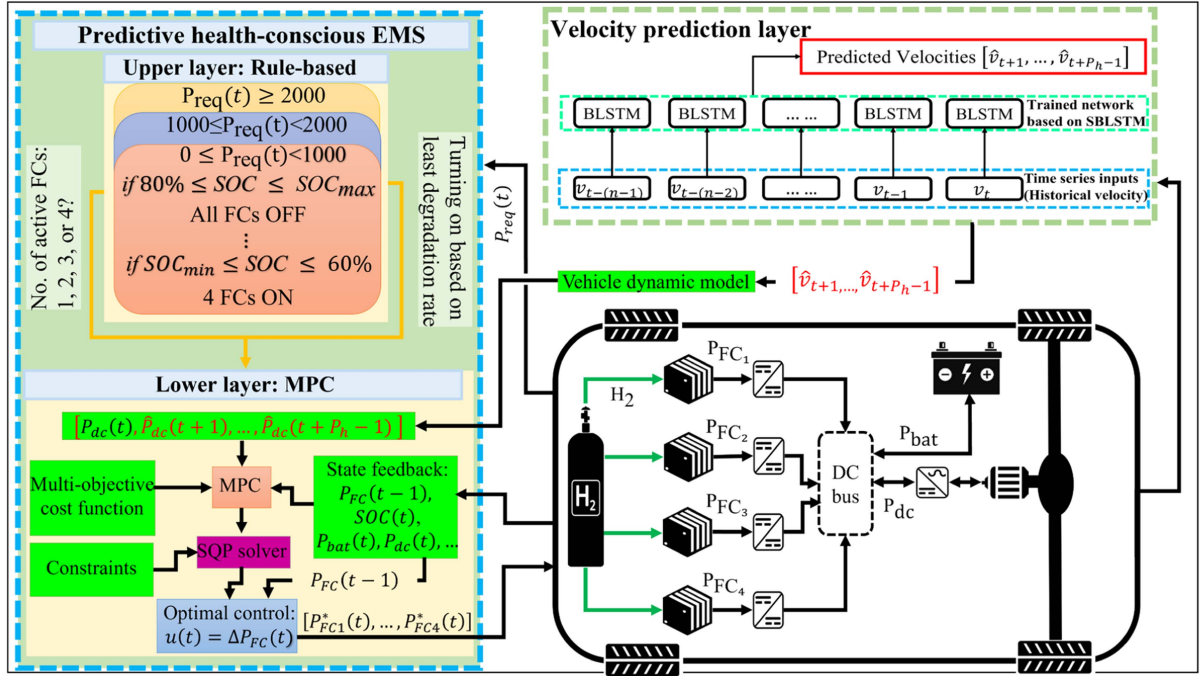 Predictive health-conscious EMS
Upper layer: Rule-based
P_req(t) ≥ 2000
1000≤P_req(t)<2000
0 ≤ P_req(t)<1000
if 80% ≤ SOC ≤ SOC_max
All FCs OFF
⋮
if SOC_min ≤ SOC ≤ 60%
4 FCs ON
No. of active FCs:
1, 2, 3, or 4?
Turning on based on
least degradation rate
Lower layer: MPC
[P_dc(t), P̂_dc(t + 1), …, P̂_dc(t + P_h − 1)]
Multi-objective
cost function
MPC
State feedback:
P_FC(t − 1),
SOC(t),
P_bat(t), P_dc(t), …
Constraints
SQP solver
P_FC(t − 1)
Optimal control:
u(t) = ΔP_FC(t)
[P*_FC1(t), …, P*_FC4(t)]
P_req(t)
Velocity prediction layer
Predicted Velocities [v̂_t+1, … , v̂_t+P_h−1]
BLSTM
BLSTM
... ...
BLSTM
BLSTM
Trained network
based on SBLSTM
v_t−(n−1)
v_t−(n−2)
... ...
v_t−1
v_t
Time series inputs
(Historical velocity)
Vehicle dynamic model
[v̂_t+1,…, v̂_t+P_h−1]
H₂
H₂
P_FC₁
P_FC₂
P_FC₃
P_FC₄
DC
bus
P_bat
P_dc